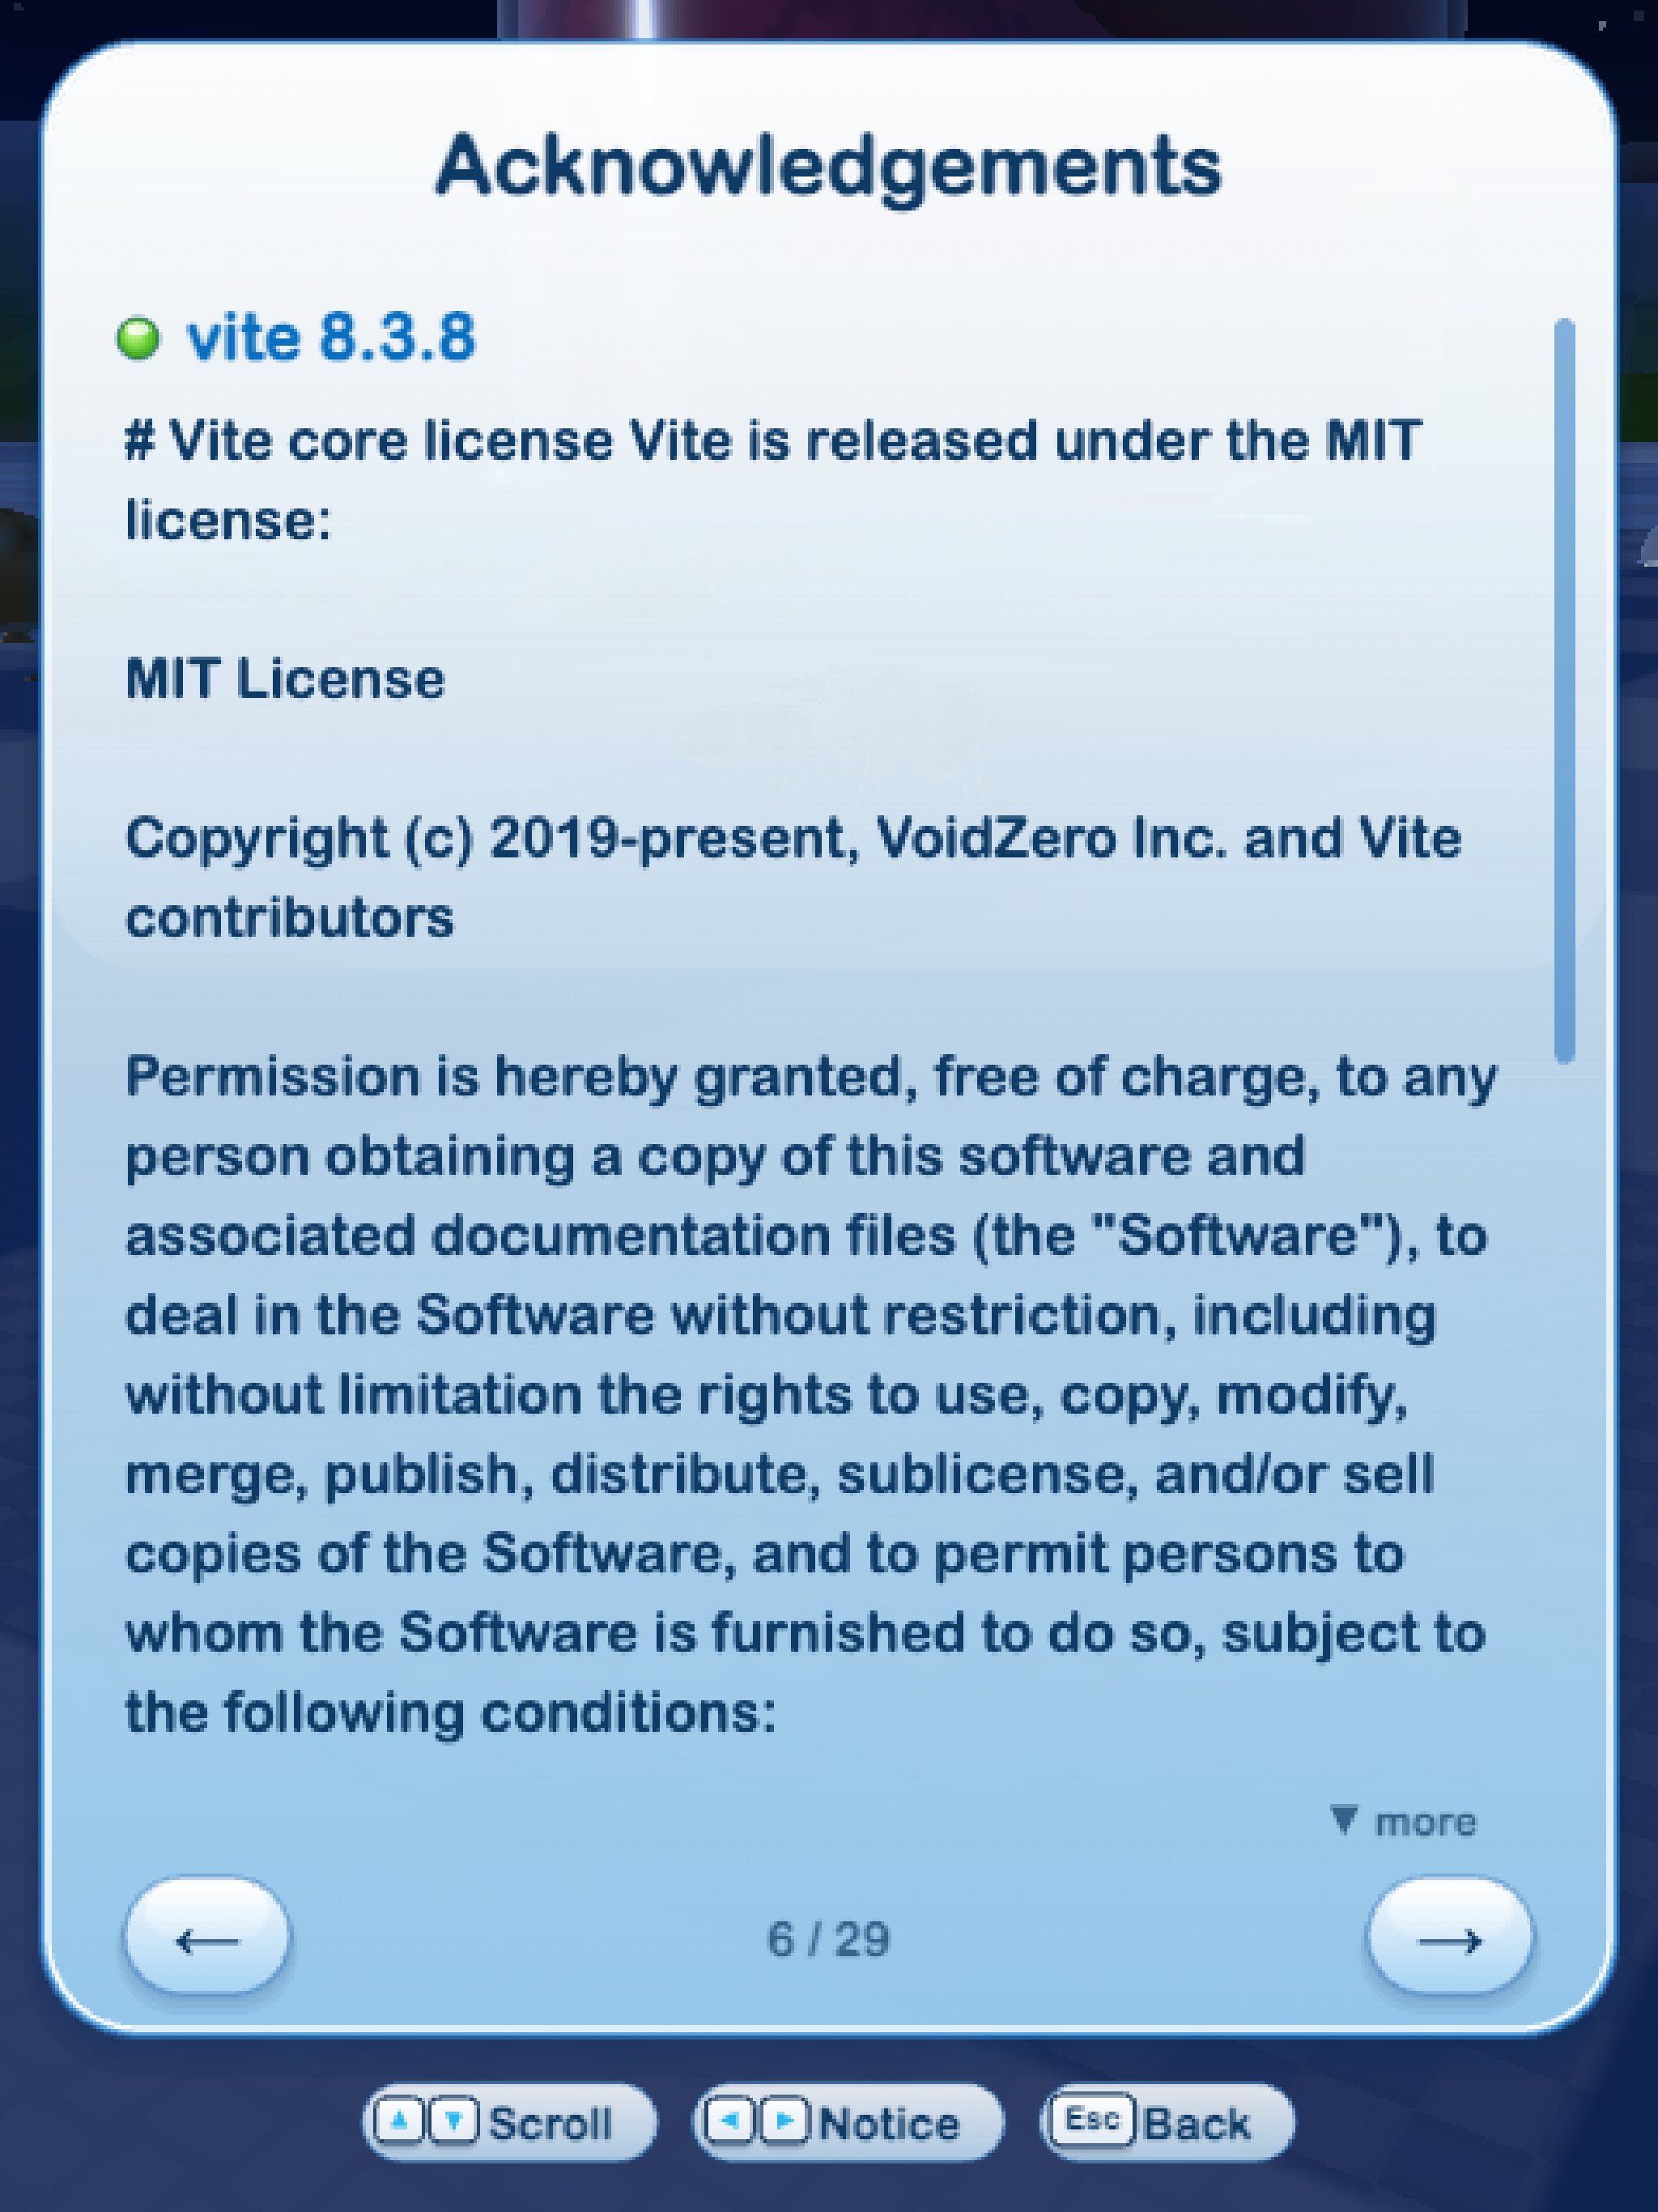 Acknowledgements
vite 8.3.8
# Vite core license Vite is released under the MIT
license:
MIT License
Copyright (c) 2019-present, VoidZero Inc. and Vite
contributors
Permission is hereby granted, free of charge, to any
person obtaining a copy of this software and
associated documentation files (the "Software"), to
deal in the Software without restriction, including
without limitation the rights to use, copy, modify,
merge, publish, distribute, sublicense, and/or sell
copies of the Software, and to permit persons to
whom the Software is furnished to do so, subject to
the following conditions:
▼ more
← 6 / 29 →
▲ ▼ Scroll ◄ ► Notice Esc Back